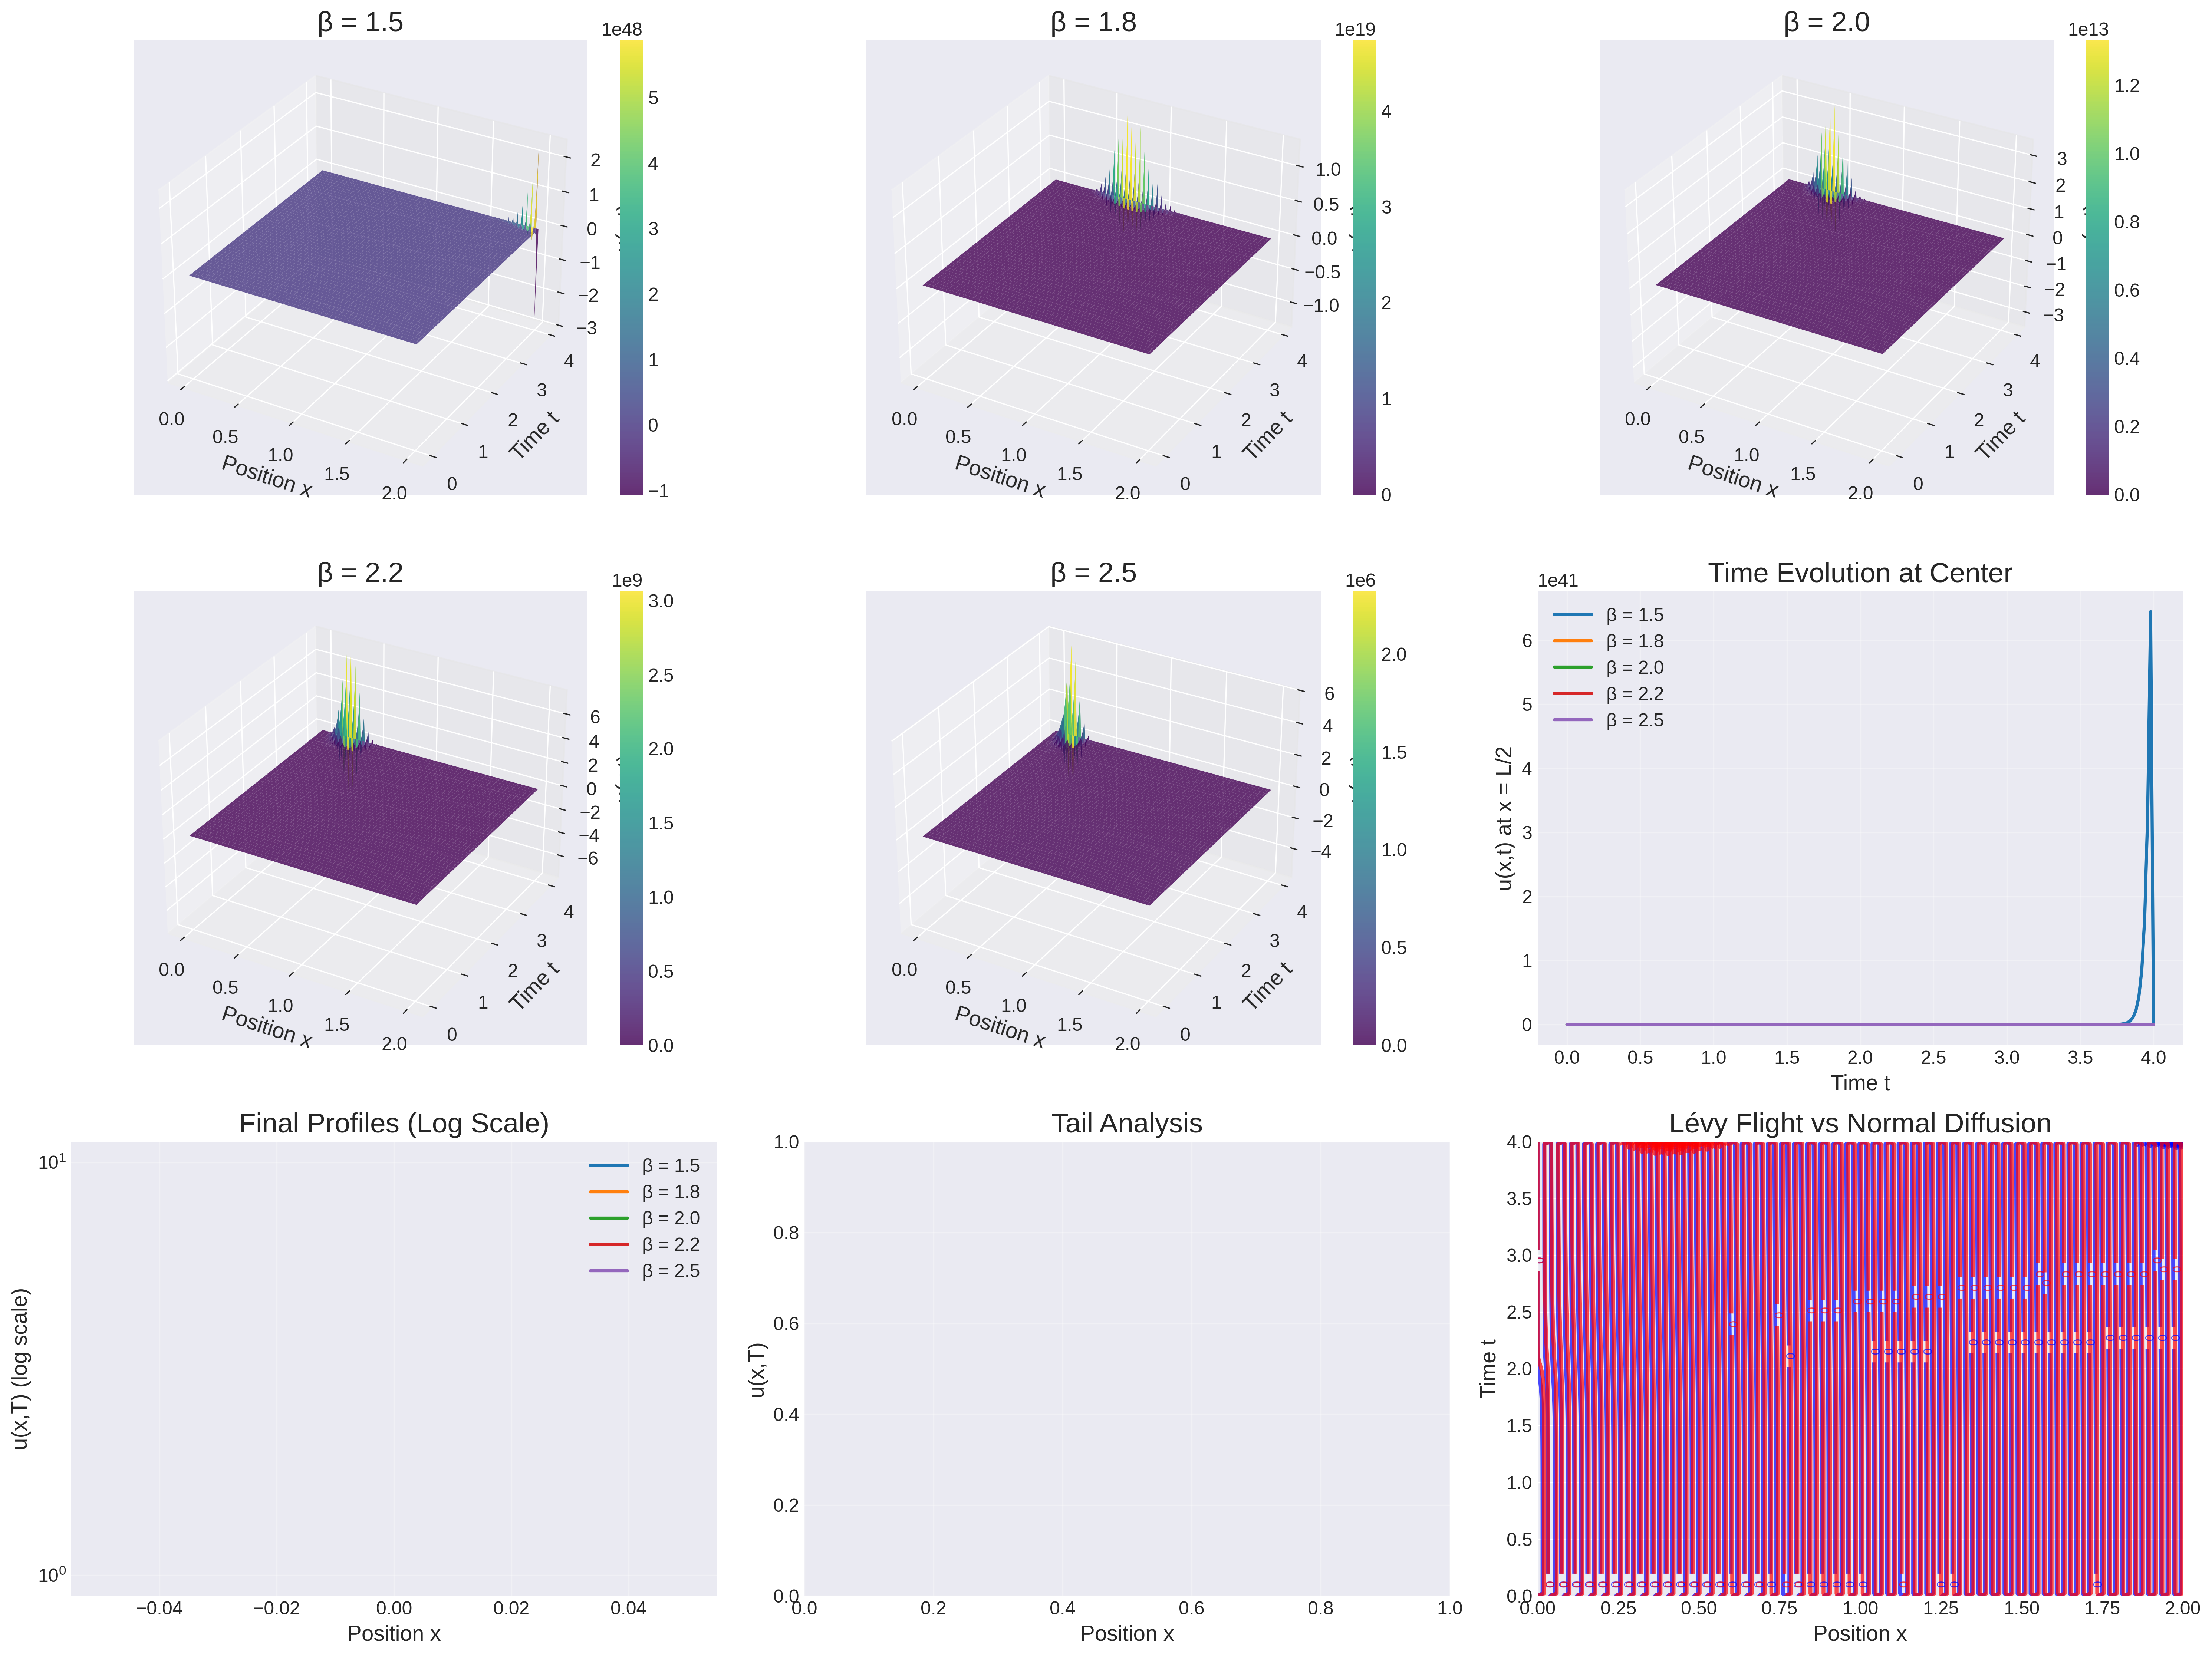 β = 1.5
1e48
5
4
3
2
1
0
−1
2
1
0
−1
−2
−3
4
3
2
1
0
Time t
0.0
0.5
1.0
1.5
2.0
Position x
β = 1.8
1e19
4
3
2
1
0
1.0
0.5
0.0
−0.5
−1.0
4
3
2
1
0
Time t
0.0
0.5
1.0
1.5
2.0
Position x
β = 2.0
1e13
1.2
1.0
0.8
0.6
0.4
0.2
0.0
3
2
1
0
−1
−2
−3
4
3
2
1
0
Time t
0.0
0.5
1.0
1.5
2.0
Position x
β = 2.2
1e9
3.0
2.5
2.0
1.5
1.0
0.5
0.0
6
4
2
0
−2
−4
−6
4
3
2
1
0
Time t
0.0
0.5
1.0
1.5
2.0
Position x
β = 2.5
1e6
2.0
1.5
1.0
0.5
0.0
6
4
2
0
−2
−4
4
3
2
1
0
Time t
0.0
0.5
1.0
1.5
2.0
Position x
Time Evolution at Center
1e41
β = 1.5
β = 1.8
β = 2.0
β = 2.2
β = 2.5
u(x,t) at x = L/2
6
5
4
3
2
1
0
0.0 0.5 1.0 1.5 2.0 2.5 3.0 3.5 4.0
Time t
Final Profiles (Log Scale)
β = 1.5
β = 1.8
β = 2.0
β = 2.2
β = 2.5
u(x,T) (log scale)
10¹
10⁰
−0.04 −0.02 0.00 0.02 0.04
Position x
Tail Analysis
u(x,T)
1.0
0.8
0.6
0.4
0.2
0.0
0.0 0.2 0.4 0.6 0.8 1.0
Position x
Lévy Flight vs Normal Diffusion
Time t
4.0
3.5
3.0
2.5
2.0
1.5
1.0
0.5
0.0
0.00 0.25 0.50 0.75 1.00 1.25 1.50 1.75 2.00
Position x